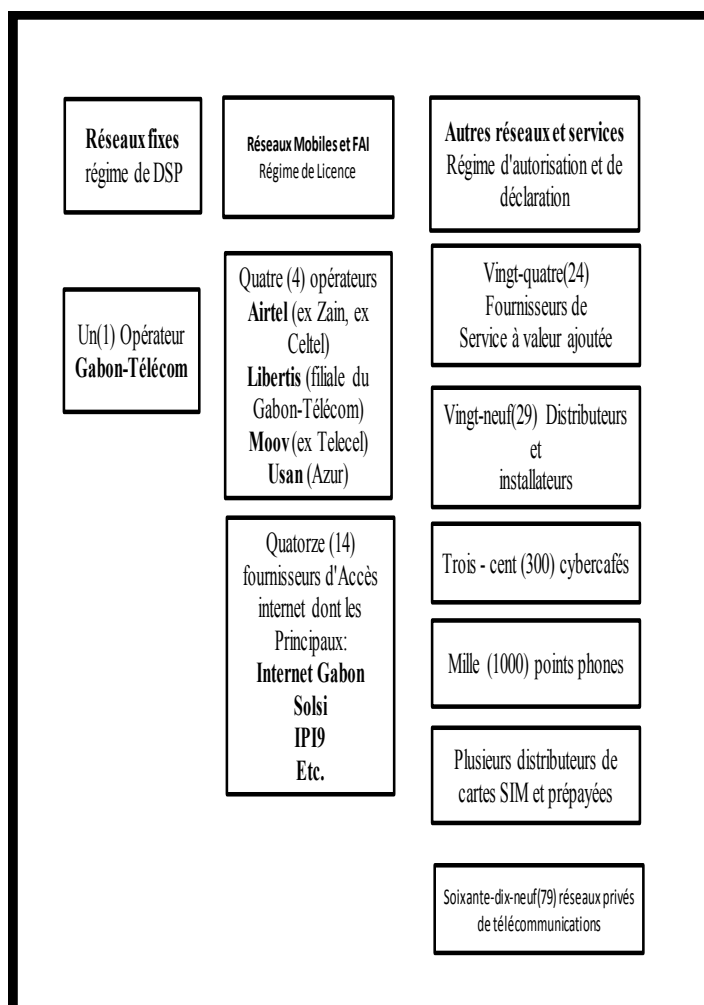 Réseaux fixes
régime de DSP
Un(1) Opérateur
Gabon-Télécom
Réseaux Mobiles et FAI
Régime de Licence
Quatre (4) opérateurs
Airtel (ex Zain, ex
Celtel)
Libertis (filiale du
Gabon-Télécom)
Moov (ex Telecel)
Usan (Azur)
Quatorze (14)
fournisseurs d'Accès
internet dont les
Principaux:
Internet Gabon
Solsi
IPI9
Etc.
Autres réseaux et services
Régime d'autorisation et de
déclaration
Vingt-quatre(24)
Fournisseurs de
Service à valeur ajoutée
Vingt-neuf(29) Distributeurs
et
installateurs
Trois - cent (300) cybercafés
Mille (1000) points phones
Plusieurs distributeurs de
cartes SIM et prépayées
Soixante-dix-neuf(79) réseaux privés
de télécommunications